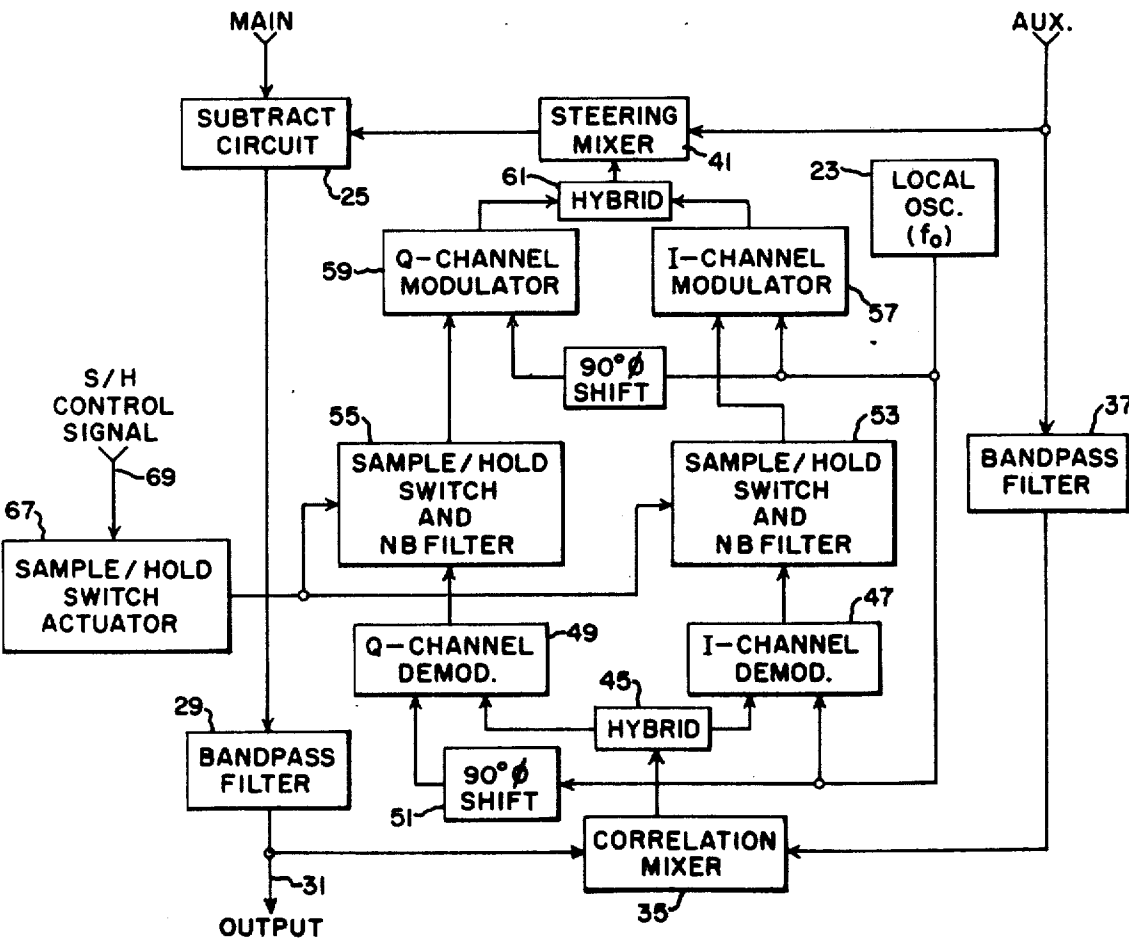 MAIN
AUX.
SUBTRACT
CIRCUIT
25
STEERING
MIXER
41
61
HYBRID
23
LOCAL
OSC.
(fo)
59
Q-CHANNEL
MODULATOR
I-CHANNEL
MODULATOR
57
90°Ø
SHIFT
S/H
CONTROL
SIGNAL
69
55
SAMPLE/HOLD
SWITCH
AND
NB FILTER
53
SAMPLE/HOLD
SWITCH
AND
NB FILTER
37
BANDPASS
FILTER
67
SAMPLE/HOLD
SWITCH
ACTUATOR
49
Q-CHANNEL
DEMOD.
47
I-CHANNEL
DEMOD.
45
HYBRID
29
BANDPASS
FILTER
90°Ø
SHIFT
51
CORRELATION
MIXER
35
31
OUTPUT